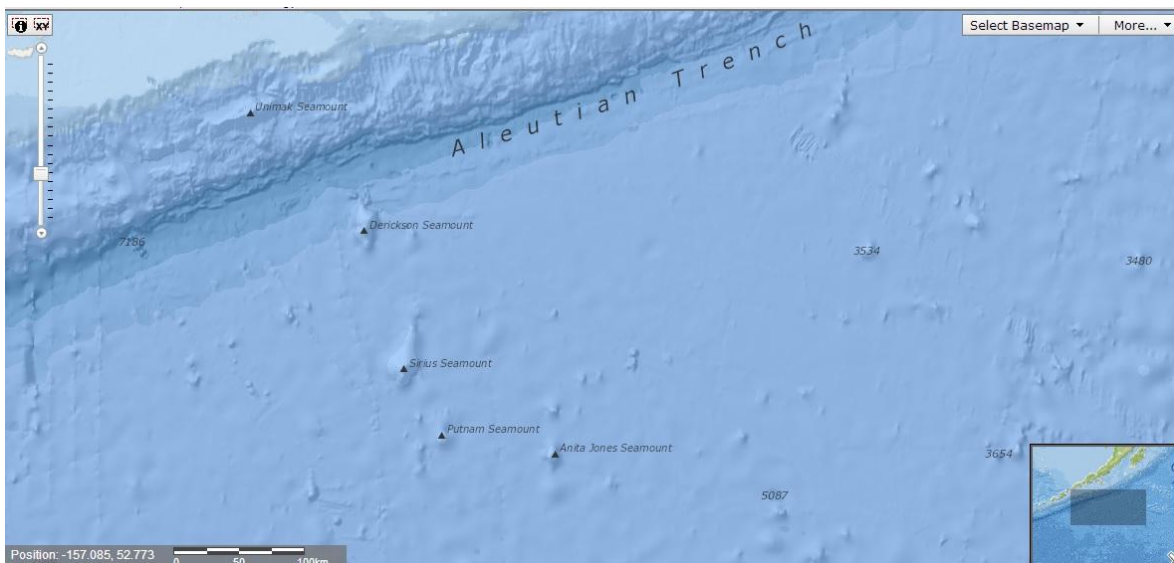 XY
Select Basemap
More...
Aleutian Trench
Unimak Seamount
Derickson Seamount
7186
3534
3480
Sirius Seamount
Putnam Seamount
Anita Jones Seamount
3654
5087
Position: -157.085, 52.773
0 50 100km